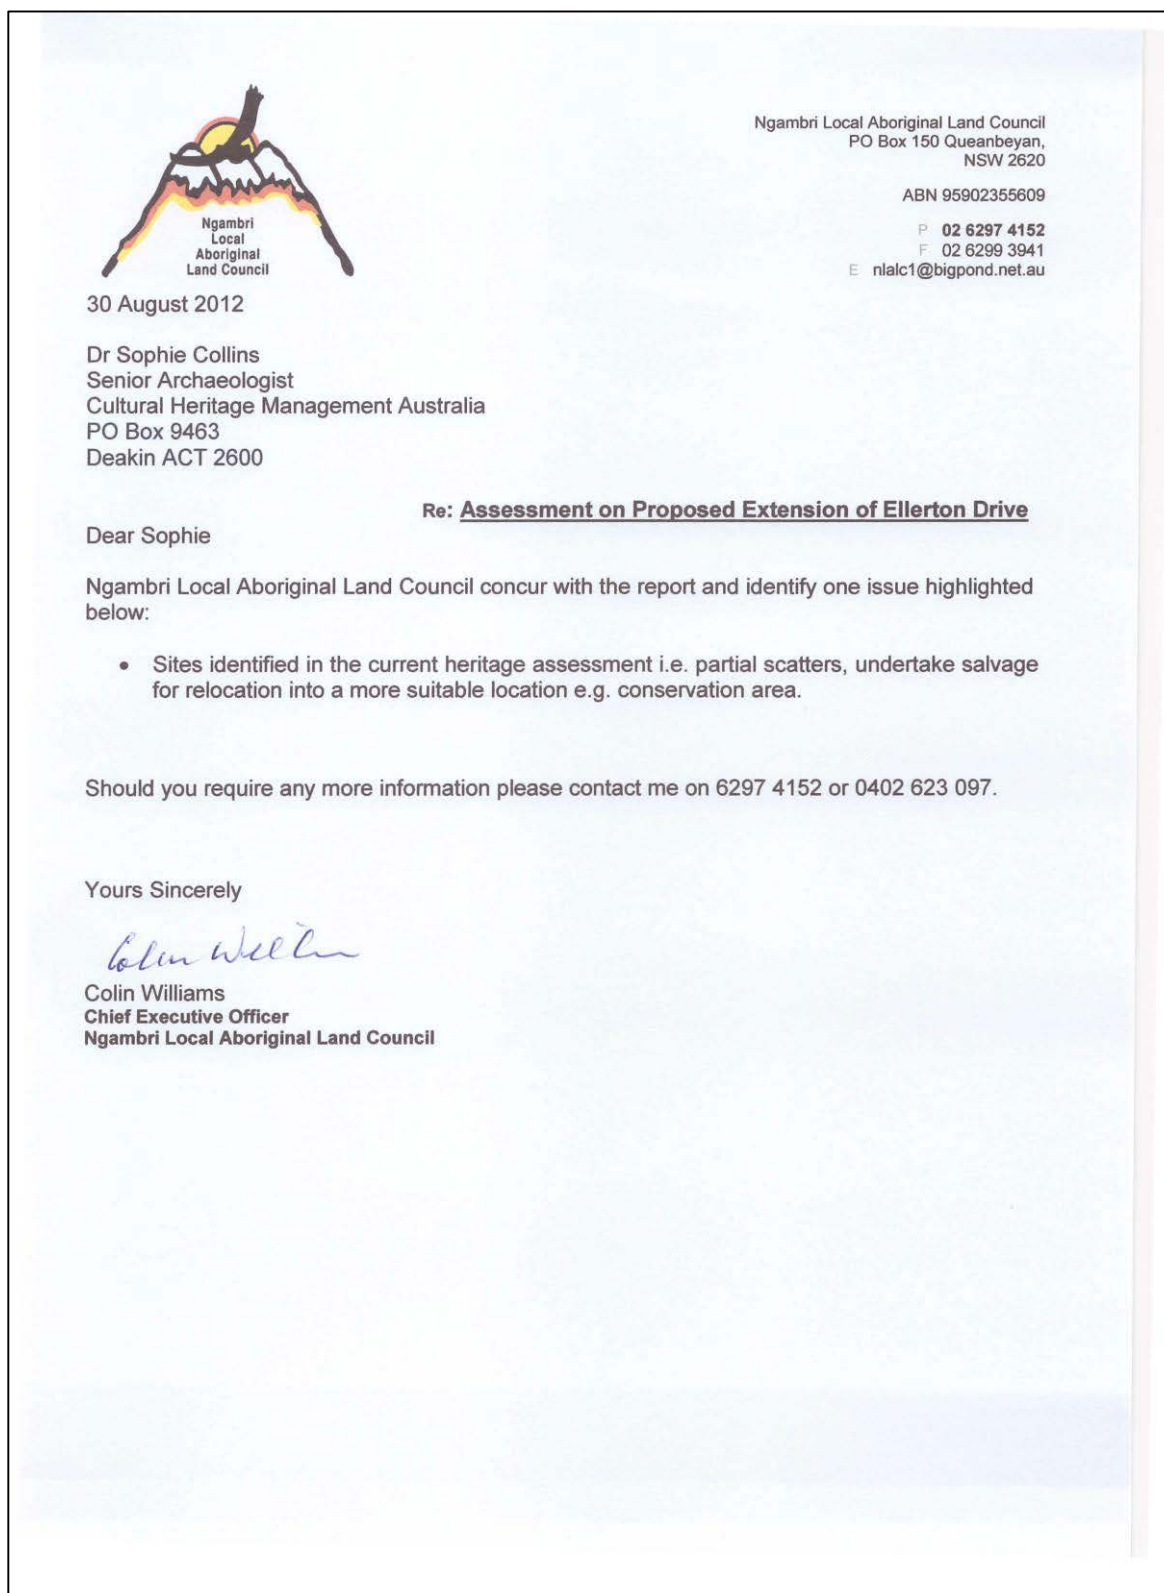 Ngambri
Local
Aboriginal
Land Council
Ngambri Local Aboriginal Land Council
PO Box 150 Queanbeyan,
NSW 2620
ABN 95902355609
P 02 6297 4152
F 02 6299 3941
E nlalc1@bigpond.net.au
30 August 2012
Dr Sophie Collins
Senior Archaeologist
Cultural Heritage Management Australia
PO Box 9463
Deakin ACT 2600
Re: Assessment on Proposed Extension of Ellerton Drive
Dear Sophie
Ngambri Local Aboriginal Land Council concur with the report and identify one issue highlighted
below:
• Sites identified in the current heritage assessment i.e. partial scatters, undertake salvage
for relocation into a more suitable location e.g. conservation area.
Should you require any more information please contact me on 6297 4152 or 0402 623 097.
Yours Sincerely
Colin Williams
Colin Williams
Chief Executive Officer
Ngambri Local Aboriginal Land Council